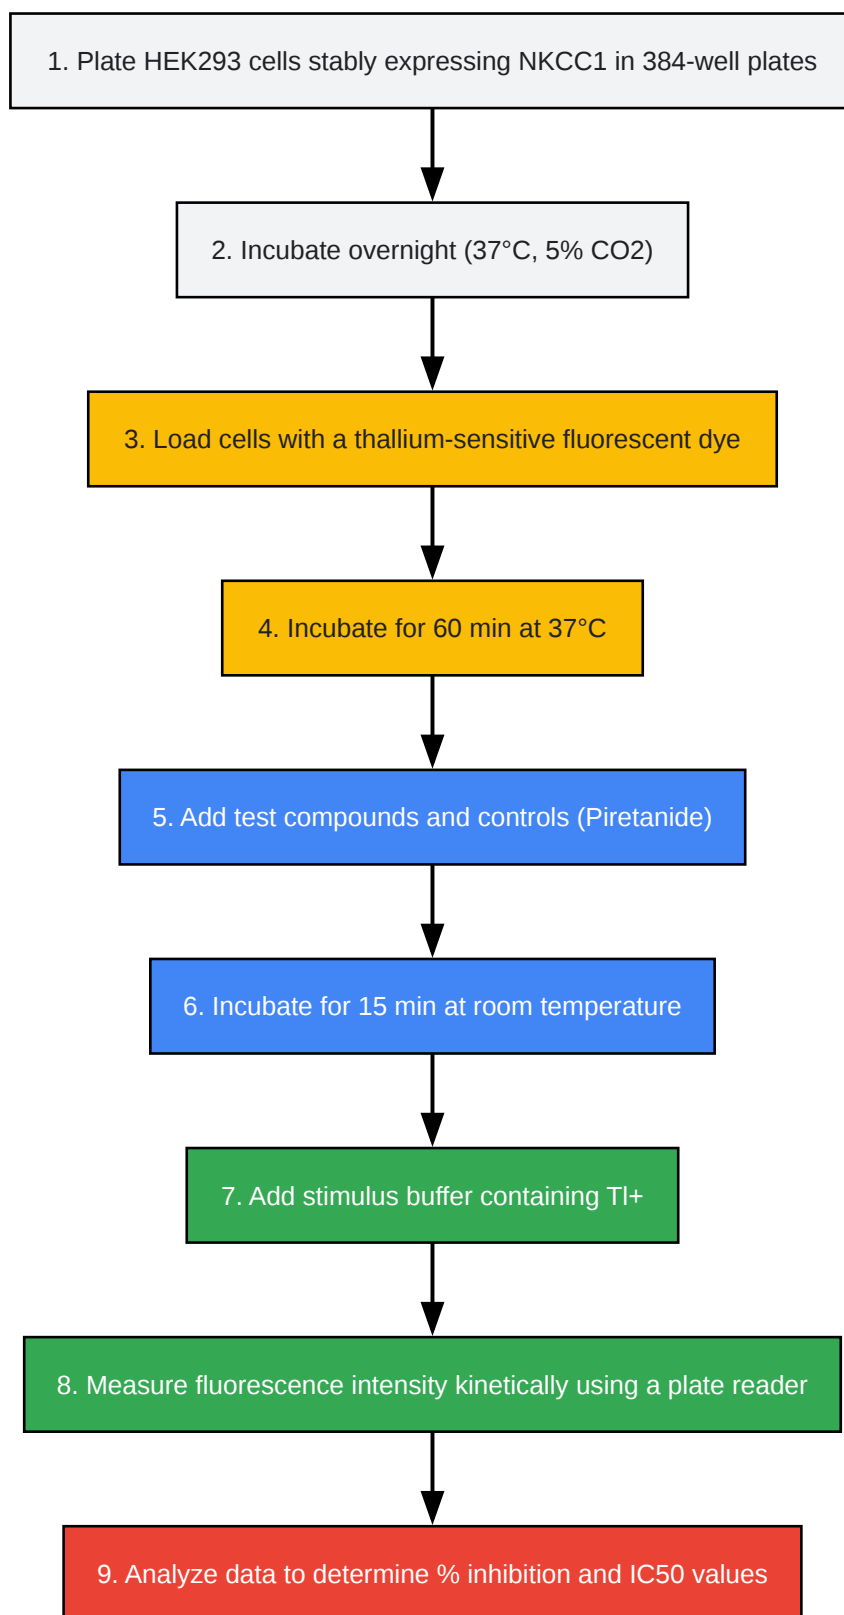 1. Plate HEK293 cells stably expressing NKCC1 in 384-well plates
2. Incubate overnight (37°C, 5% CO2)
3. Load cells with a thallium-sensitive fluorescent dye
4. Incubate for 60 min at 37°C
5. Add test compounds and controls (Piretanide)
6. Incubate for 15 min at room temperature
7. Add stimulus buffer containing Tl+
8. Measure fluorescence intensity kinetically using a plate reader
9. Analyze data to determine % inhibition and IC50 values